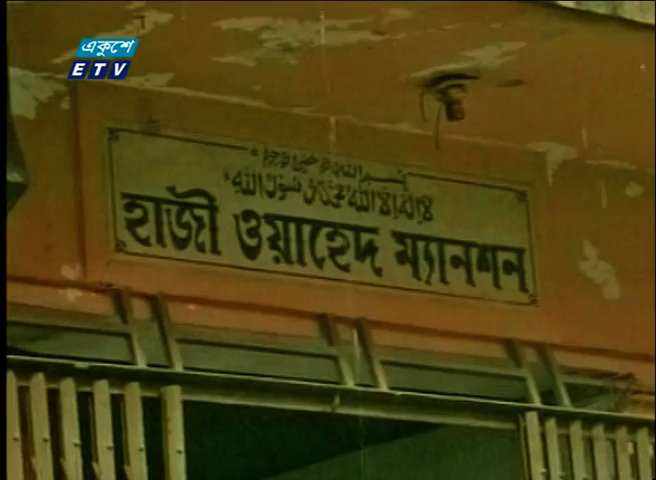 একুশে
ETV
بسم الله الرحمن الرحيم
لا اله الا الله محمد رسول الله
হাজী ওয়াহেদ ম্যানশন